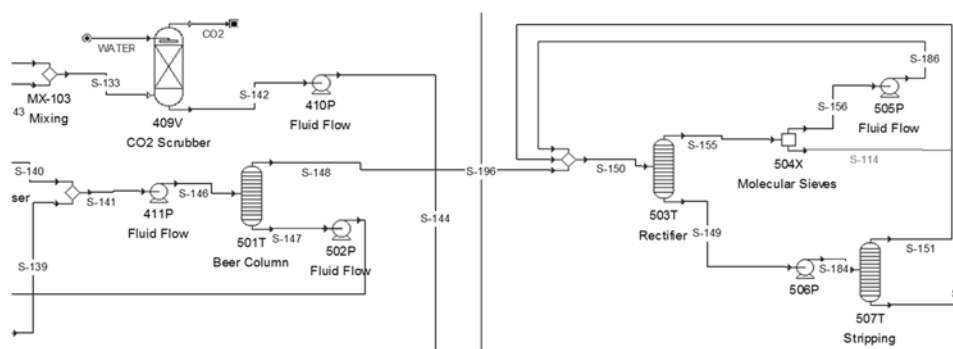 CO2
WATER
S-133
MX-103
43 Mixing
409V
CO2 Scrubber
S-142
410P
Fluid Flow
S-140
ser
S-141
411P
Fluid Flow
S-146
S-148
501T
Beer Column
S-147
502P
Fluid Flow
S-139
S-144
S-196
S-150
S-155
503T
Rectifier
S-149
504X
Molecular Sieves
S-156
505P
Fluid Flow
S-186
S-114
506P
S-184
S-151
507T
Stripping